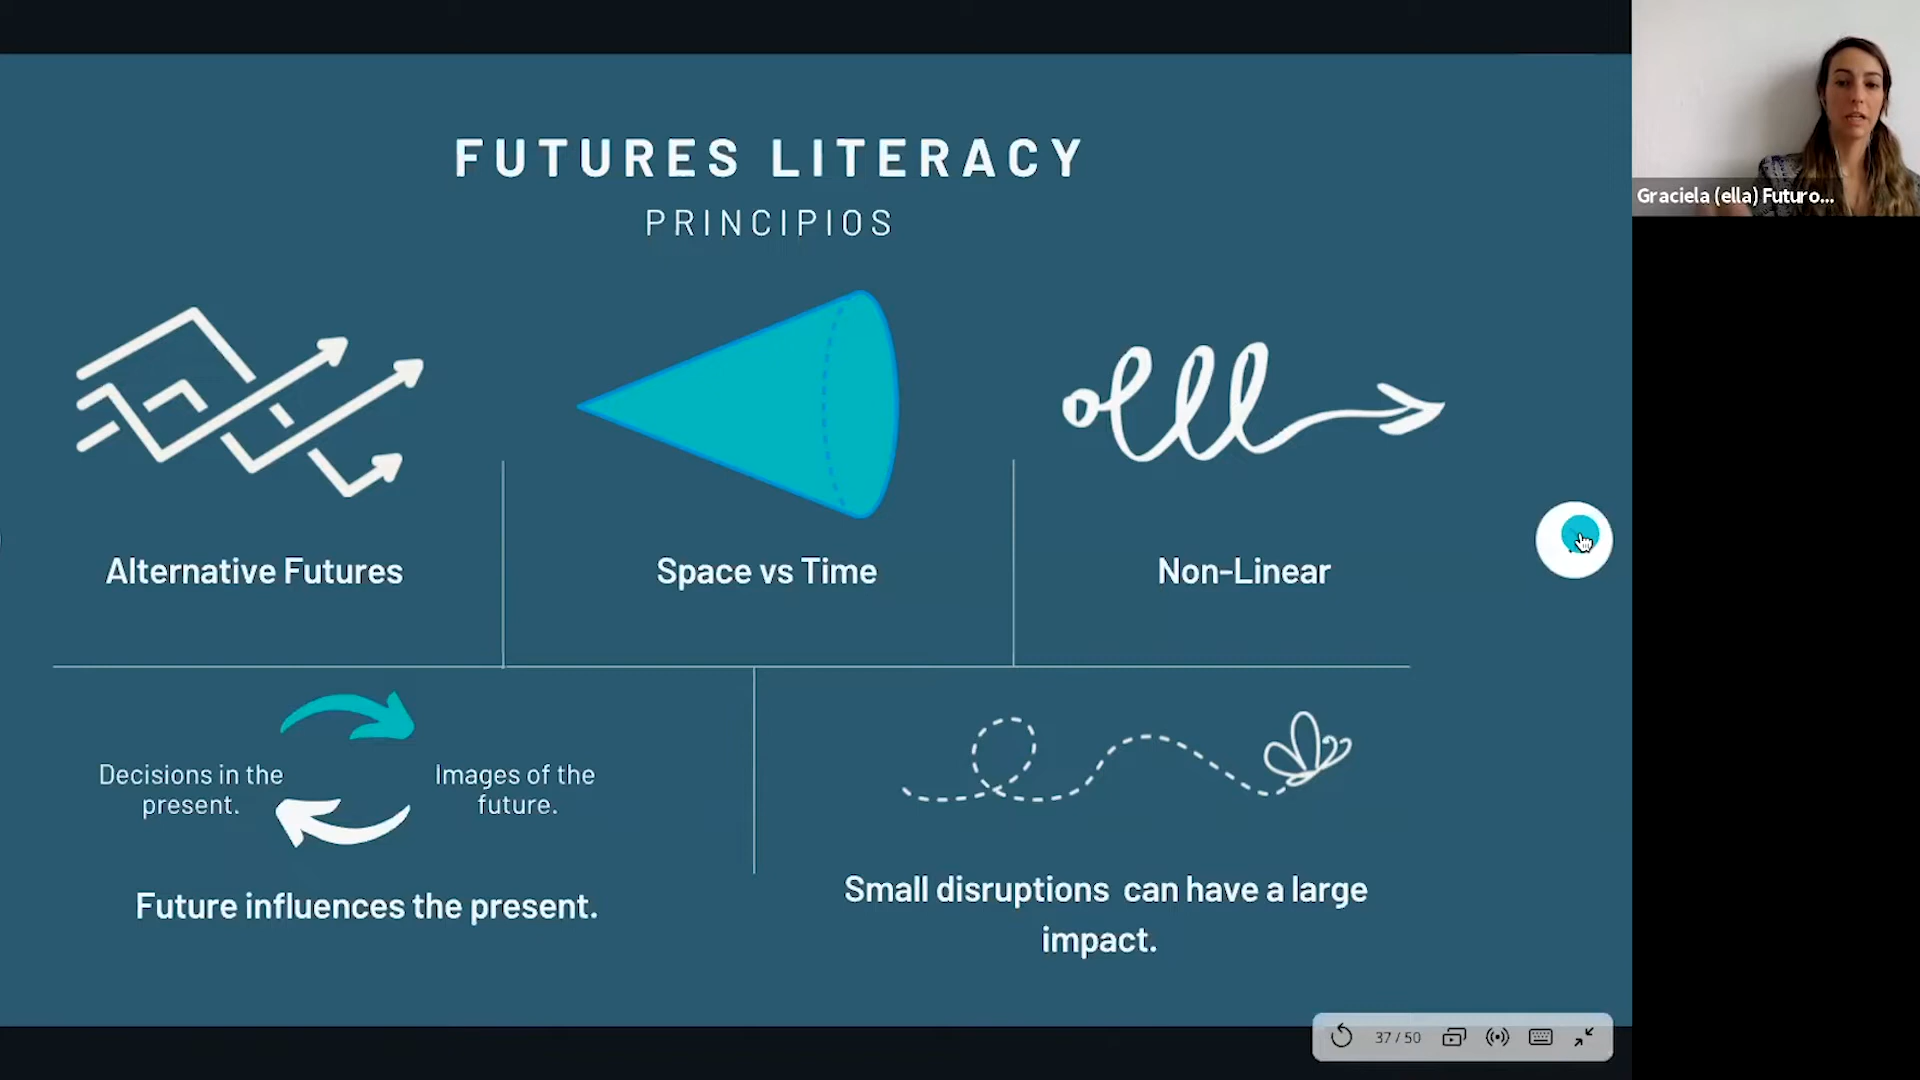 FUTURES LITERACY
PRINCIPIOS
Graciela (ella) Futuro...
Alternative Futures
Space vs Time
Non-Linear
Decisions in the
present.
Images of the
future.
Future influences the present.
Small disruptions can have a large
impact.
37 / 50